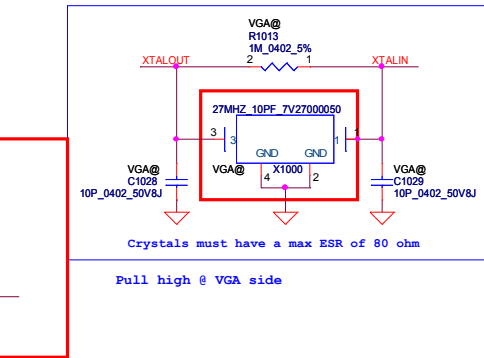 VGA@
R1013
1M_0402_5%
XTALOUT
2
1
XTALIN
27MHZ_10PF_7V27000050
3
3
1
1
GND
GND
VGA@
X1000
4
2
VGA@
C1028
10P_0402_50V8J
VGA@
C1029
10P_0402_50V8J
Crystals must have a max ESR of 80 ohm
Pull high @ VGA side